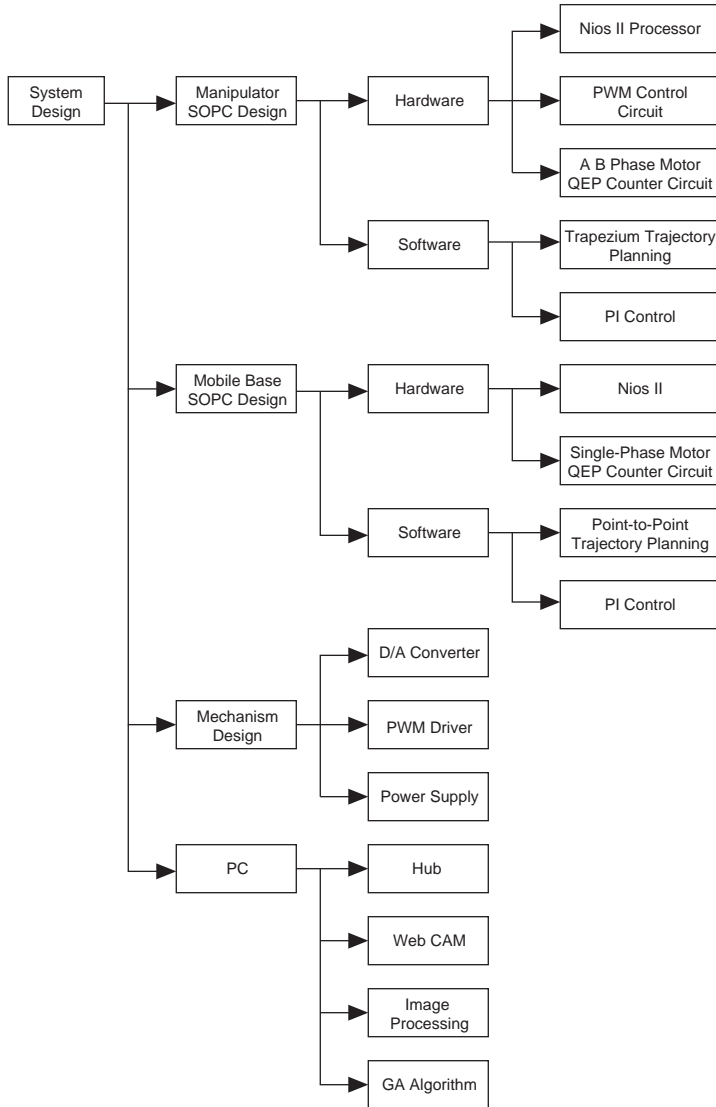 System
Design
Manipulator
SOPC Design
Hardware
Nios II Processor
PWM Control
Circuit
A B Phase Motor
QEP Counter Circuit
Software
Trapezium Trajectory
Planning
PI Control
Mobile Base
SOPC Design
Hardware
Nios II
Single-Phase Motor
QEP Counter Circuit
Software
Point-to-Point
Trajectory Planning
PI Control
Mechanism
Design
D/A Converter
PWM Driver
Power Supply
PC
Hub
Web CAM
Image
Processing
GA Algorithm